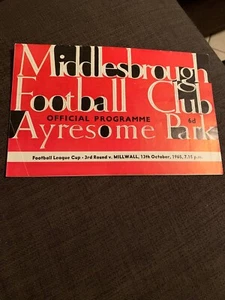 Middlesbrough
Football Club
OFFICIAL PROGRAMME 6d
Ayresome Park
Football League Cup - 3rd Round v. MILLWALL, 13th October, 1965, 7.15 p.m.